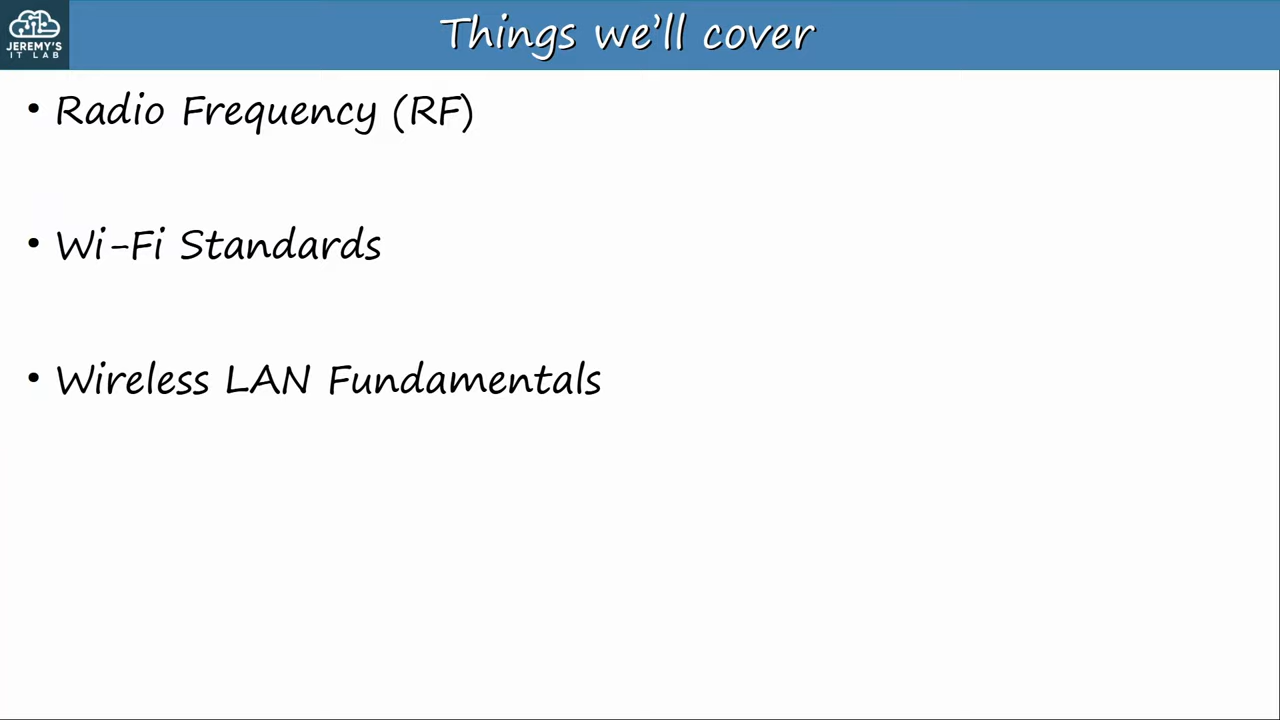 JEREMY'S
IT LAB
Things we'll cover
• Radio Frequency (RF)
• Wi-Fi Standards
• Wireless LAN Fundamentals